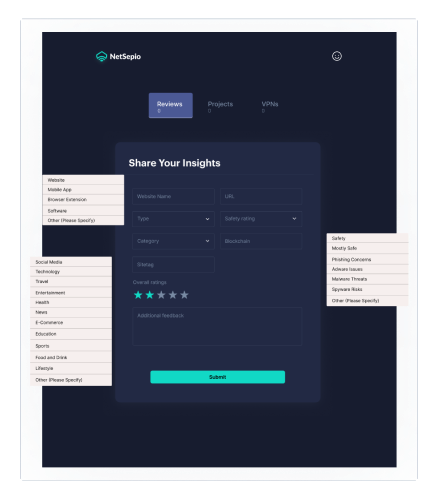 NetSepio
Reviews
0
Projects
0
VPNs
0
Share Your Insights
Website
Mobile App
Browser Extension
Software
Other (Please Specify)
Website Name
URL
Type
Safety rating
Category
Blockchain
Sitetag
Overall ratings
Additional feedback
Submit
Safety
Mostly Safe
Phishing Concerns
Adware Issues
Malware Threats
Spyware Risks
Other (Please Specify)
Social Media
Technology
Travel
Entertainment
Health
News
E-Commerce
Education
Sports
Food and Drink
Lifestyle
Other (Please Specify)